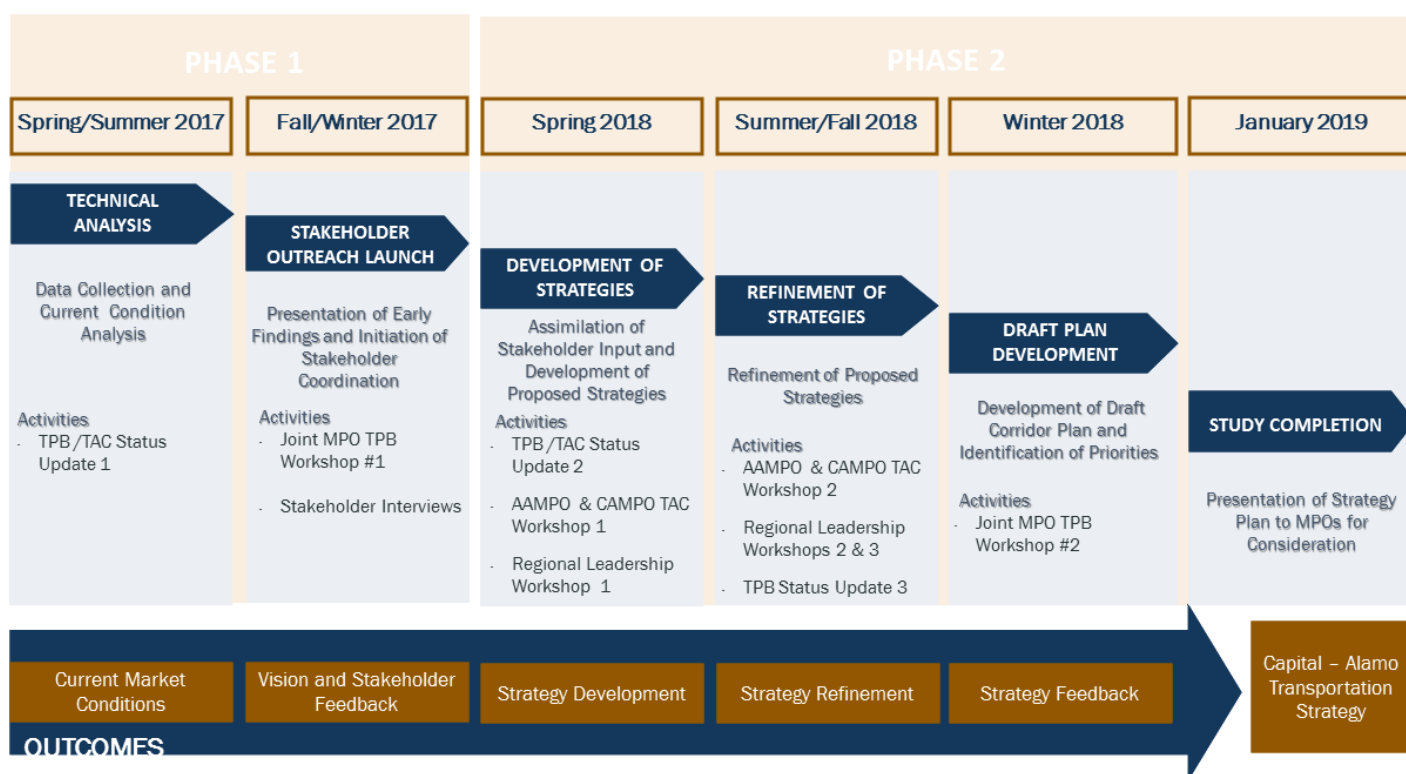 PHASE 1
PHASE 2
Spring/Summer 2017
Fall/Winter 2017
Spring 2018
Summer/Fall 2018
Winter 2018
January 2019
TECHNICAL
ANALYSIS
Data Collection and
Current Condition
Analysis
Activities
- TPB/TAC Status
Update 1
STAKEHOLDER
OUTREACH LAUNCH
Presentation of Early
Findings and Initiation of
Stakeholder
Coordination
Activities
- Joint MPO TPB
Workshop #1
- Stakeholder Interviews
DEVELOPMENT OF
STRATEGIES
Assimilation of
Stakeholder Input and
Development of
Proposed Strategies
Activities
- TPB/TAC Status
Update 2
- AAMPO & CAMPO TAC
Workshop 1
- Regional Leadership
Workshop 1
REFINEMENT OF
STRATEGIES
Refinement of Proposed
Strategies
Activities
- AAMPO & CAMPO TAC
Workshop 2
- Regional Leadership
Workshops 2 & 3
- TPB Status Update 3
DRAFT PLAN
DEVELOPMENT
Development of Draft
Corridor Plan and
Identification of Priorities
Activities
- Joint MPO TPB
Workshop #2
STUDY COMPLETION
Presentation of Strategy
Plan to MPOs for
Consideration
Current Market
Conditions
Vision and Stakeholder
Feedback
Strategy Development
Strategy Refinement
Strategy Feedback
Capital – Alamo
Transportation
Strategy
OUTCOMES